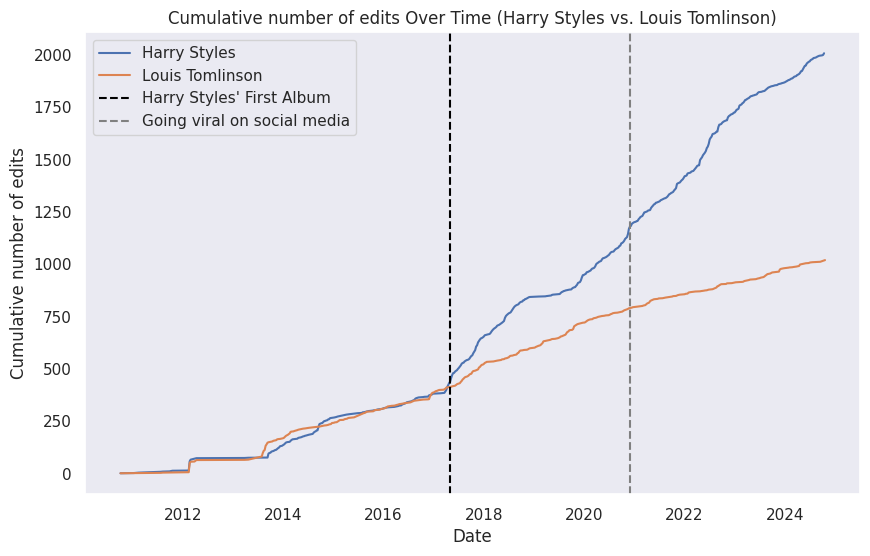 Cumulative number of edits Over Time (Harry Styles vs. Louis Tomlinson)
Harry Styles
Louis Tomlinson
Harry Styles' First Album
Going viral on social media
Cumulative number of edits
2000
1750
1500
1250
1000
750
500
250
0
2012 2014 2016 2018 2020 2022 2024
Date